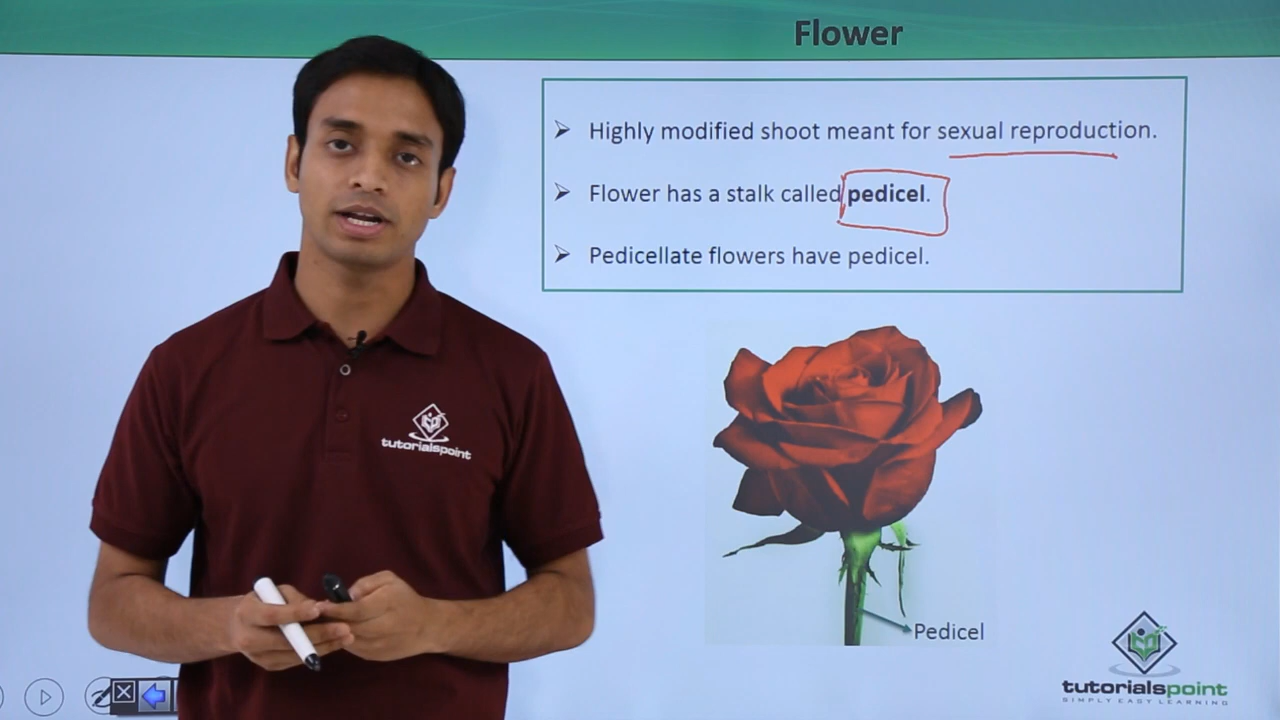 Flower
➢ Highly modified shoot meant for sexual reproduction.
➢ Flower has a stalk called pedicel.
➢ Pedicellate flowers have pedicel.
tutorialspoint
Pedicel
tutorialspoint
SIMPLY EASY LEARNING